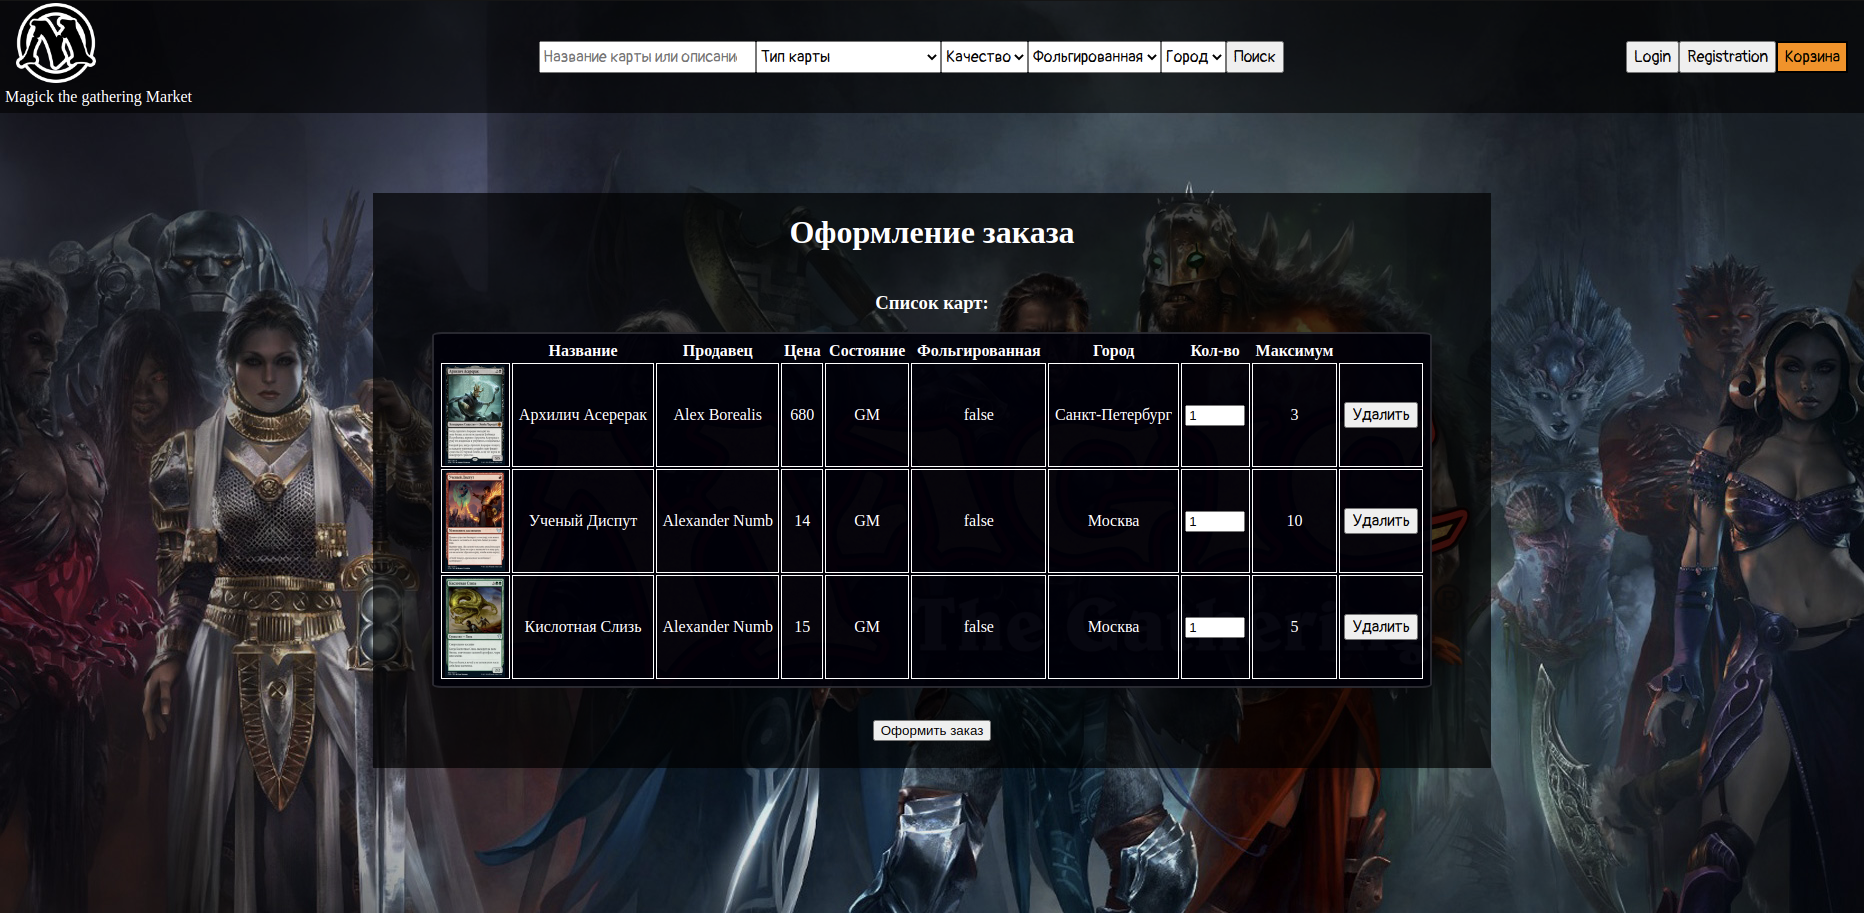 Magick the gathering Market
Название карты или описани Тип карты Качество Фольгированная Город Поиск
Login Registration Корзина
Оформление заказа
Список карт:
Название Продавец Цена Состояние Фольгированная Город Кол-во Максимум
Архилич Асерерак Alex Borealis 680 GM false Санкт-Петербург 1 3 Удалить
Ученый Диспут Alexander Numb 14 GM false Москва 1 10 Удалить
Кислотная Слизь Alexander Numb 15 GM false Москва 1 5 Удалить
The Gathering
Оформить заказ